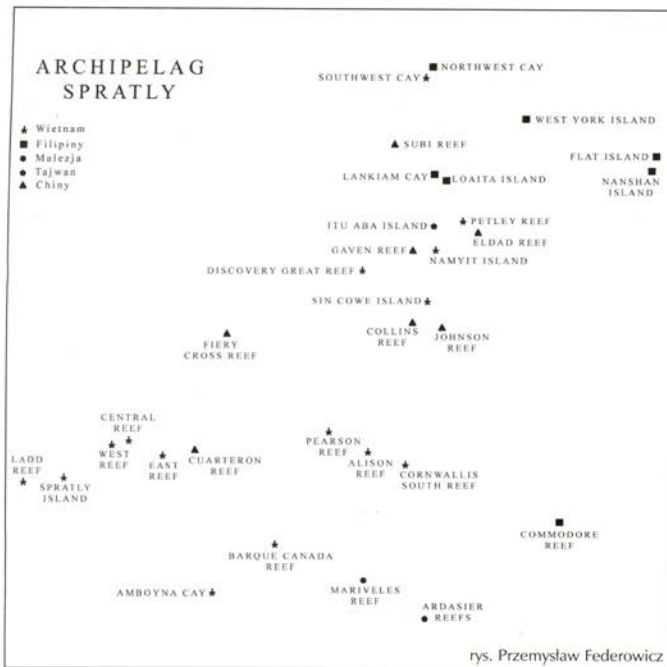 ARCHIPELAG
SPRATLY
Wietnam
Filipiny
Malezja
Tajwan
Chiny
NORTHWEST CAY
SOUTHWEST CAY
WEST YORK ISLAND
SUBI REEF
FLAT ISLAND
NANSHAN
ISLAND
LANKIAM CAY
LOAITA ISLAND
ITU ABA ISLAND
PETLEY REEF
ELDAD REEF
GAVEN REEF
NAMYIT ISLAND
DISCOVERY GREAT REEF
SIN COWE ISLAND
COLLINS
REEF
JOHNSON
REEF
FIERY
CROSS REEF
CENTRAL
REEF
LADD
REEF
WEST
REEF
SPRATLY
ISLAND
EAST
REEF
CUARTERON
REEF
PEARSON
REEF
ALISON
REEF
CORNWALLIS
SOUTH REEF
COMMODORE
REEF
BARQUE CANADA
REEF
AMBOYNA CAY
MARIVELES
REEF
ARDASIER
REEFS
rys. Przemysław Federowicz